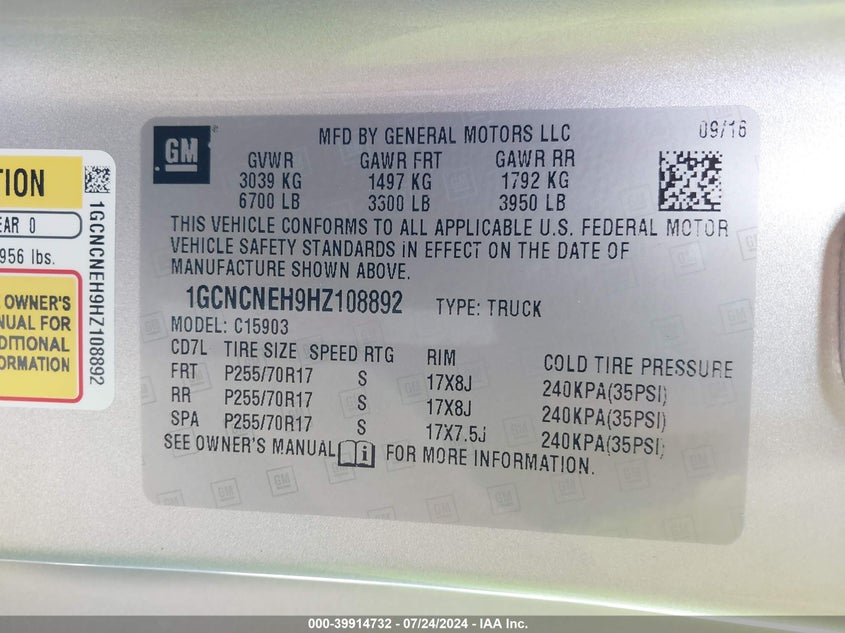 TION
EAR 0
956 lbs.
OWNER'S
NUAL FOR
DITIONAL
ORMATION
1GCNCNEH9HZ108892
GM
MFD BY GENERAL MOTORS LLC 09/16
GVWR GAWR FRT GAWR RR
3039 KG 1497 KG 1792 KG
6700 LB 3300 LB 3950 LB
THIS VEHICLE CONFORMS TO ALL APPLICABLE U.S. FEDERAL MOTOR
VEHICLE SAFETY STANDARDS IN EFFECT ON THE DATE OF
MANUFACTURE SHOWN ABOVE.
1GCNCNEH9HZ108892 TYPE: TRUCK
MODEL: C15903
CD7L TIRE SIZE SPEED RTG RIM COLD TIRE PRESSURE
FRT P255/70R17 S 17X8J 240KPA(35PSI)
RR P255/70R17 S 17X8J 240KPA(35PSI)
SPA P255/70R17 S 17X7.5J 240KPA(35PSI)
SEE OWNER'S MANUAL FOR MORE INFORMATION.
000-39914732 - 07/24/2024 - IAA Inc.